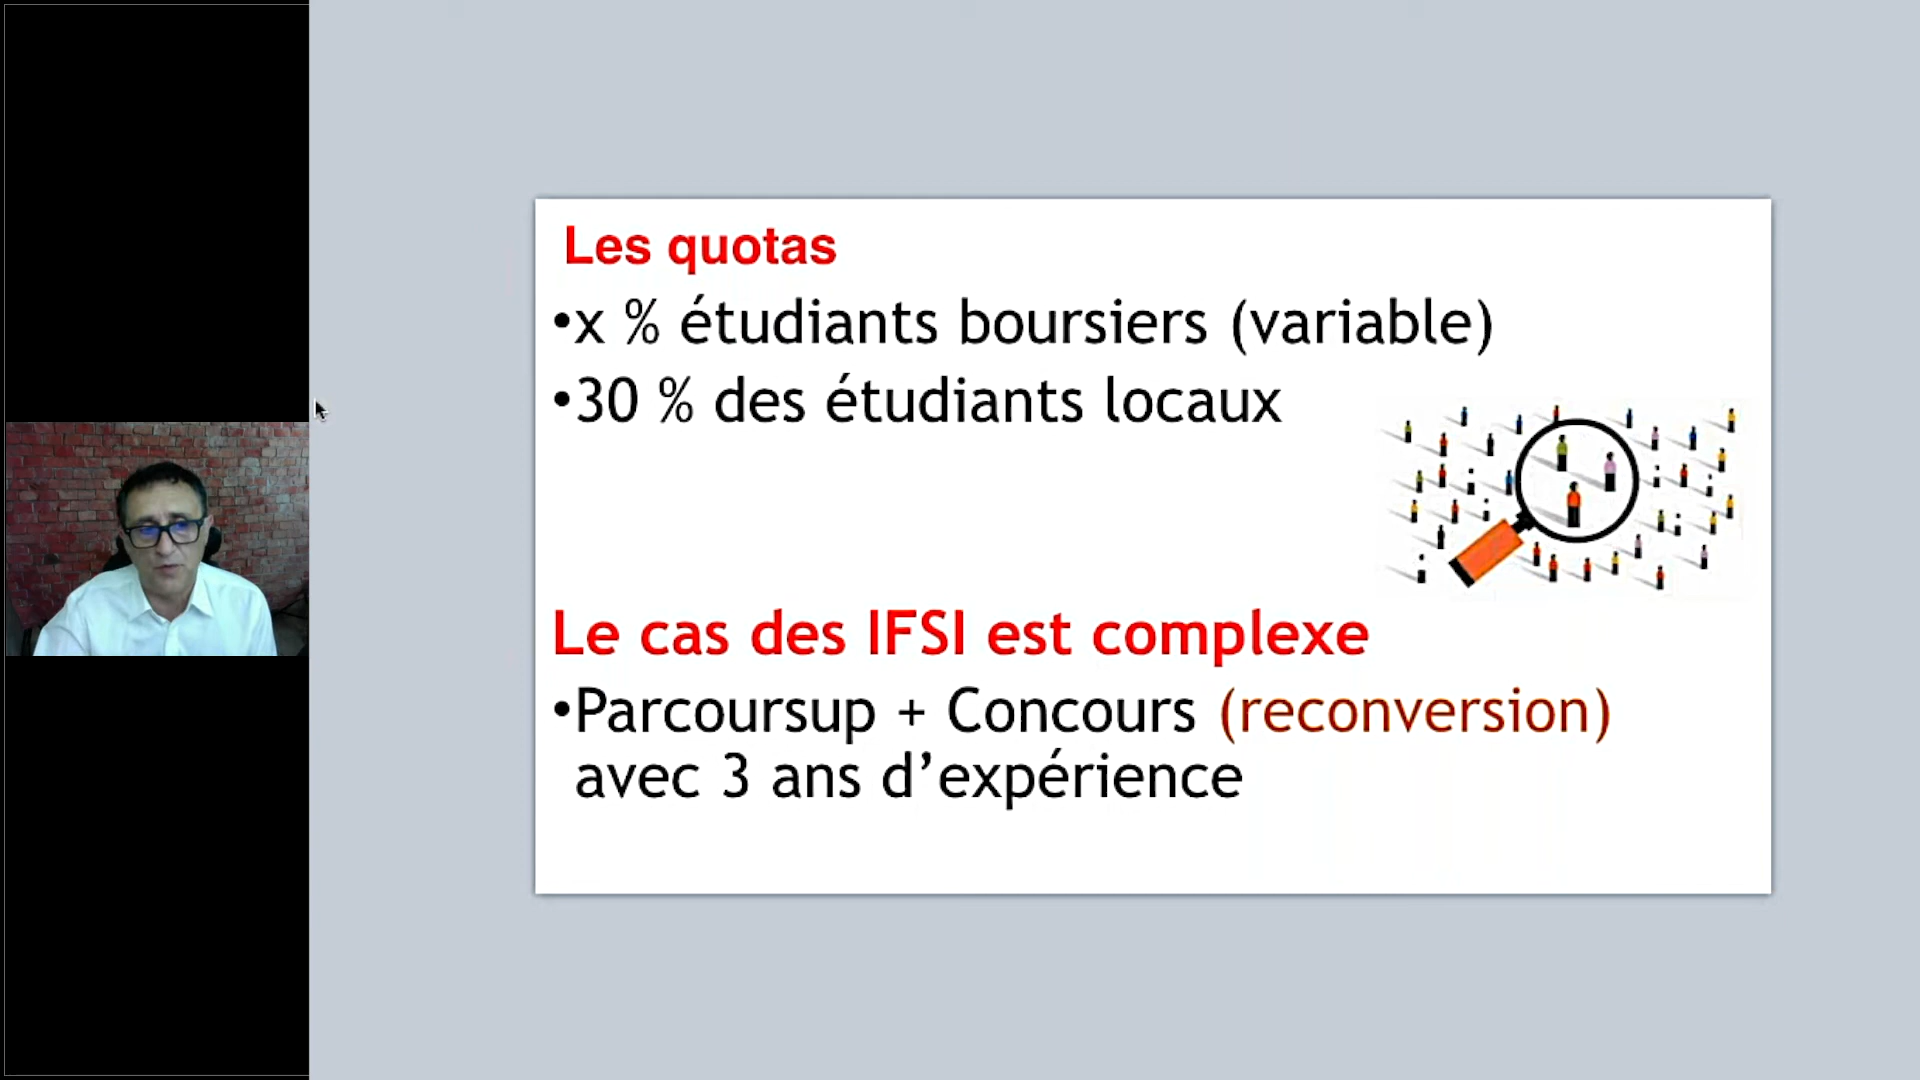 Les quotas
•x % étudiants boursiers (variable)
•30 % des étudiants locaux
Le cas des IFSI est complexe
•Parcoursup + Concours (reconversion)
avec 3 ans d’expérience